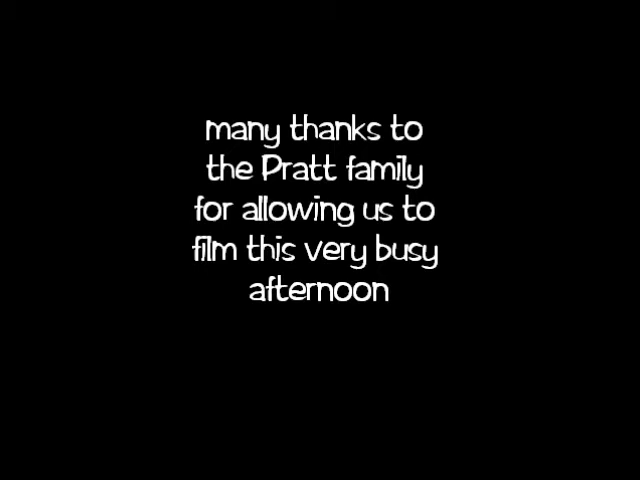 many thanks to
the Pratt family
for allowing us to
film this very busy
afternoon